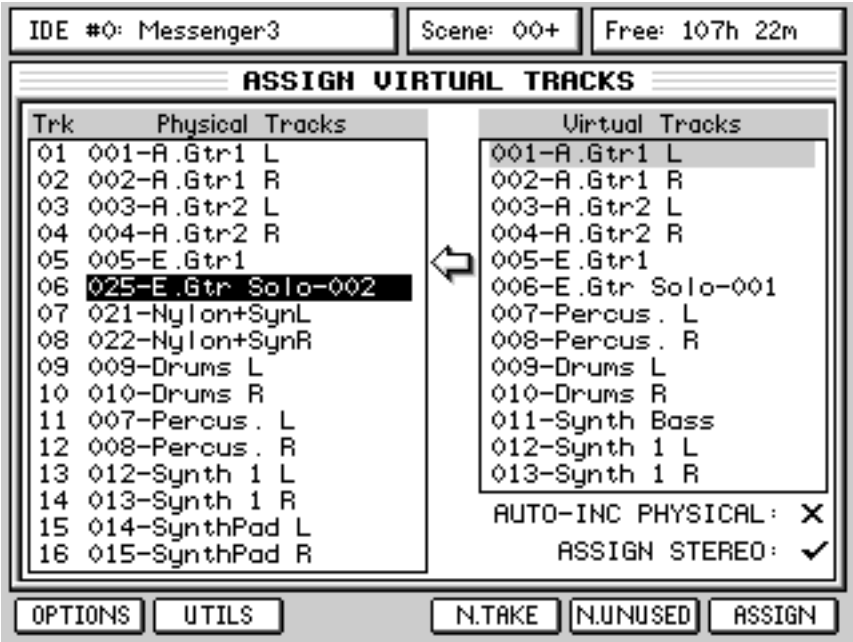 IDE #0: Messenger3 Scene: 00+ Free: 107h 22m
ASSIGN VIRTUAL TRACKS
Trk Physical Tracks
01 001-A.Gtr1 L
02 002-A.Gtr1 R
03 003-A.Gtr2 L
04 004-A.Gtr2 R
05 005-E.Gtr1
06 025-E.Gtr Solo-002
07 021-Nylon+SynL
08 022-Nylon+SynR
09 009-Drums L
10 010-Drums R
11 007-Percus. L
12 008-Percus. R
13 012-Synth 1 L
14 013-Synth 1 R
15 014-SynthPad L
16 015-SynthPad R
Virtual Tracks
001-A.Gtr1 L
002-A.Gtr1 R
003-A.Gtr2 L
004-A.Gtr2 R
005-E.Gtr1
006-E.Gtr Solo-001
007-Percus. L
008-Percus. R
009-Drums L
010-Drums R
011-Synth Bass
012-Synth 1 L
013-Synth 1 R
AUTO-INC PHYSICAL: ✕
ASSIGN STEREO: ✓
OPTIONS UTILS N.TAKE N.UNUSED ASSIGN